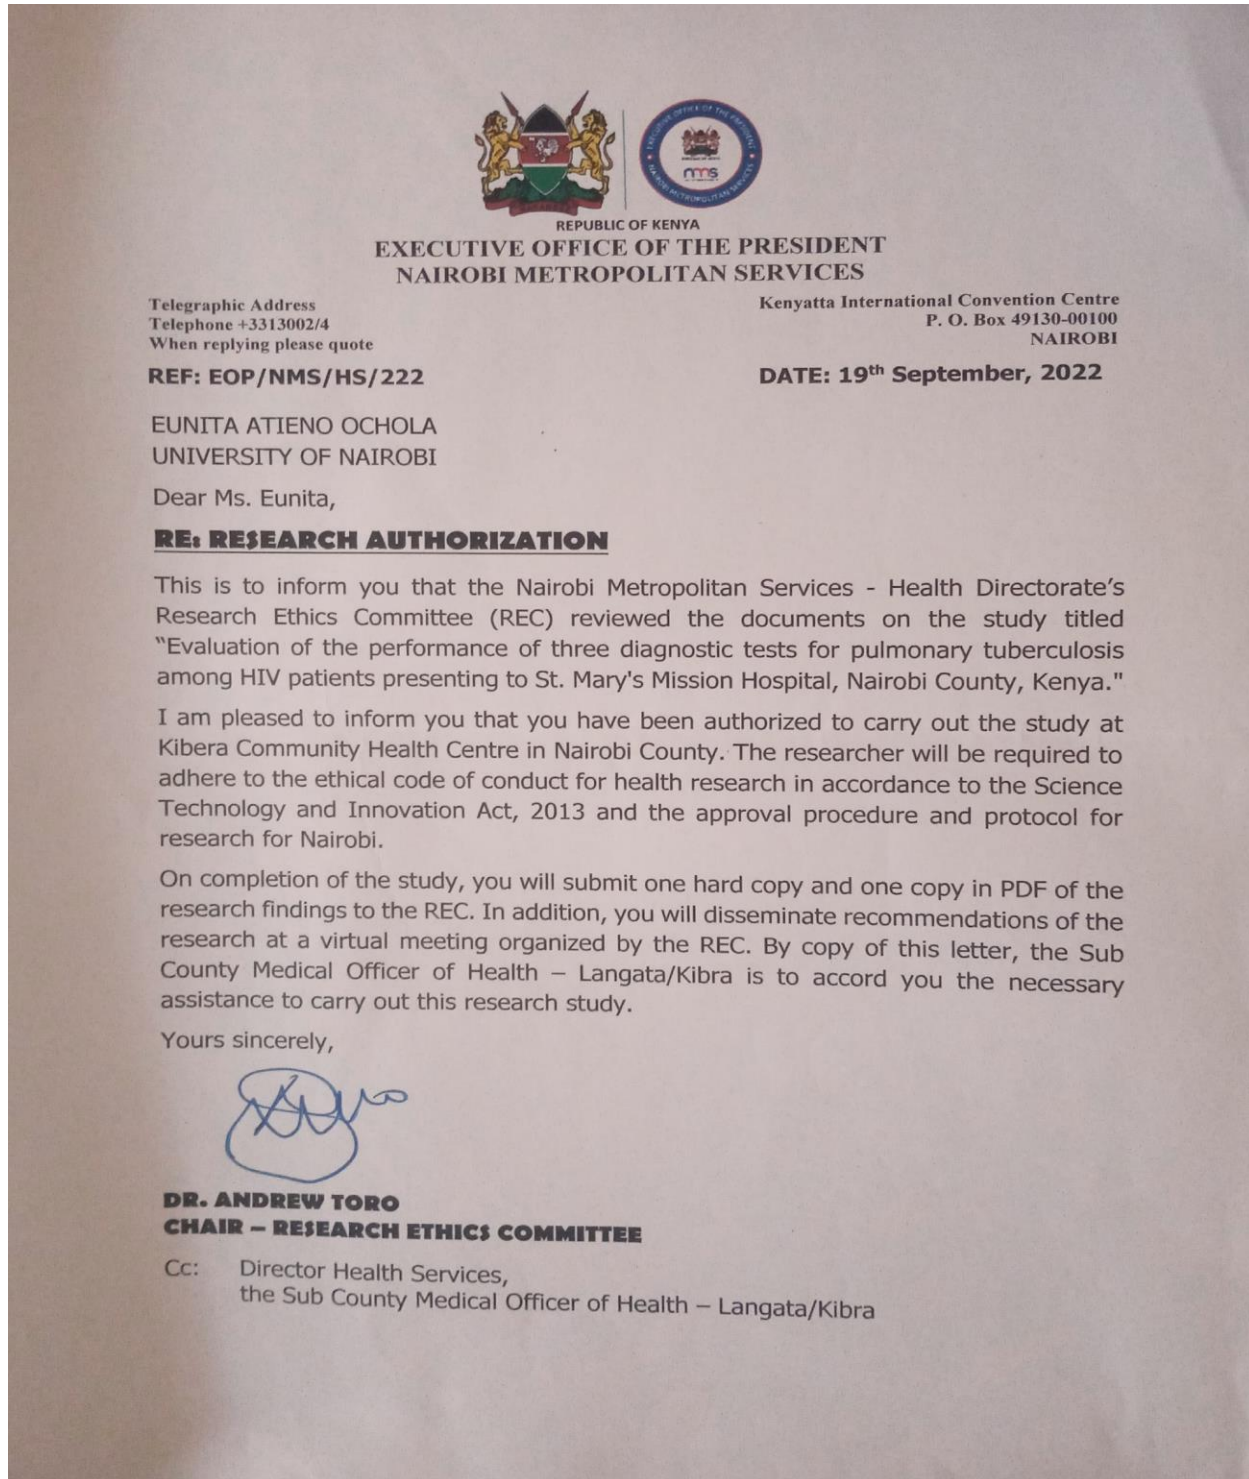 EXECUTIVE OFFICE OF THE PRESIDENT
nms
NAIROBI METROPOLITAN SERVICES
REPUBLIC OF KENYA
EXECUTIVE OFFICE OF THE PRESIDENT
NAIROBI METROPOLITAN SERVICES
Telegraphic Address
Telephone +3313002/4
When replying please quote
Kenyatta International Convention Centre
P. O. Box 49130-00100
NAIROBI
REF: EOP/NMS/HS/222
DATE: 19th September, 2022
EUNITA ATIENO OCHOLA
UNIVERSITY OF NAIROBI
Dear Ms. Eunita,
RE: RESEARCH AUTHORIZATION
This is to inform you that the Nairobi Metropolitan Services - Health Directorate's
Research Ethics Committee (REC) reviewed the documents on the study titled
“Evaluation of the performance of three diagnostic tests for pulmonary tuberculosis
among HIV patients presenting to St. Mary's Mission Hospital, Nairobi County, Kenya."
I am pleased to inform you that you have been authorized to carry out the study at
Kibera Community Health Centre in Nairobi County. The researcher will be required to
adhere to the ethical code of conduct for health research in accordance to the Science
Technology and Innovation Act, 2013 and the approval procedure and protocol for
research for Nairobi.
On completion of the study, you will submit one hard copy and one copy in PDF of the
research findings to the REC. In addition, you will disseminate recommendations of the
research at a virtual meeting organized by the REC. By copy of this letter, the Sub
County Medical Officer of Health – Langata/Kibra is to accord you the necessary
assistance to carry out this research study.
Yours sincerely,
DR. ANDREW TORO
CHAIR – RESEARCH ETHICS COMMITTEE
Cc: Director Health Services,
the Sub County Medical Officer of Health – Langata/Kibra